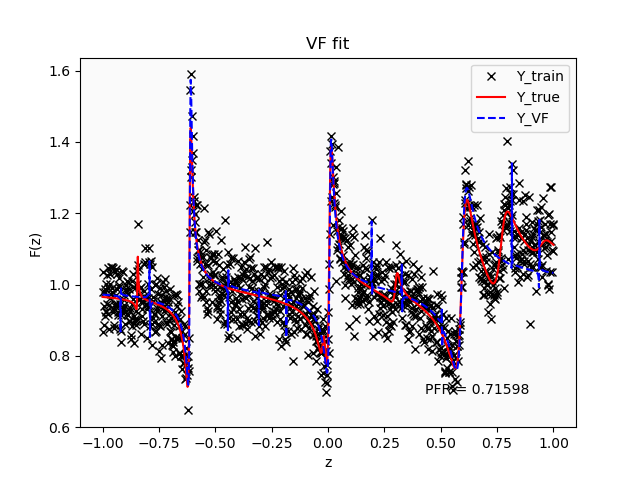 VF fit
Y_train
Y_true
Y_VF
1.6
1.4
1.2
1.0
0.8
0.6
F(z)
PFR = 0.71598
−1.00 −0.75 −0.50 −0.25 0.00 0.25 0.50 0.75 1.00
z